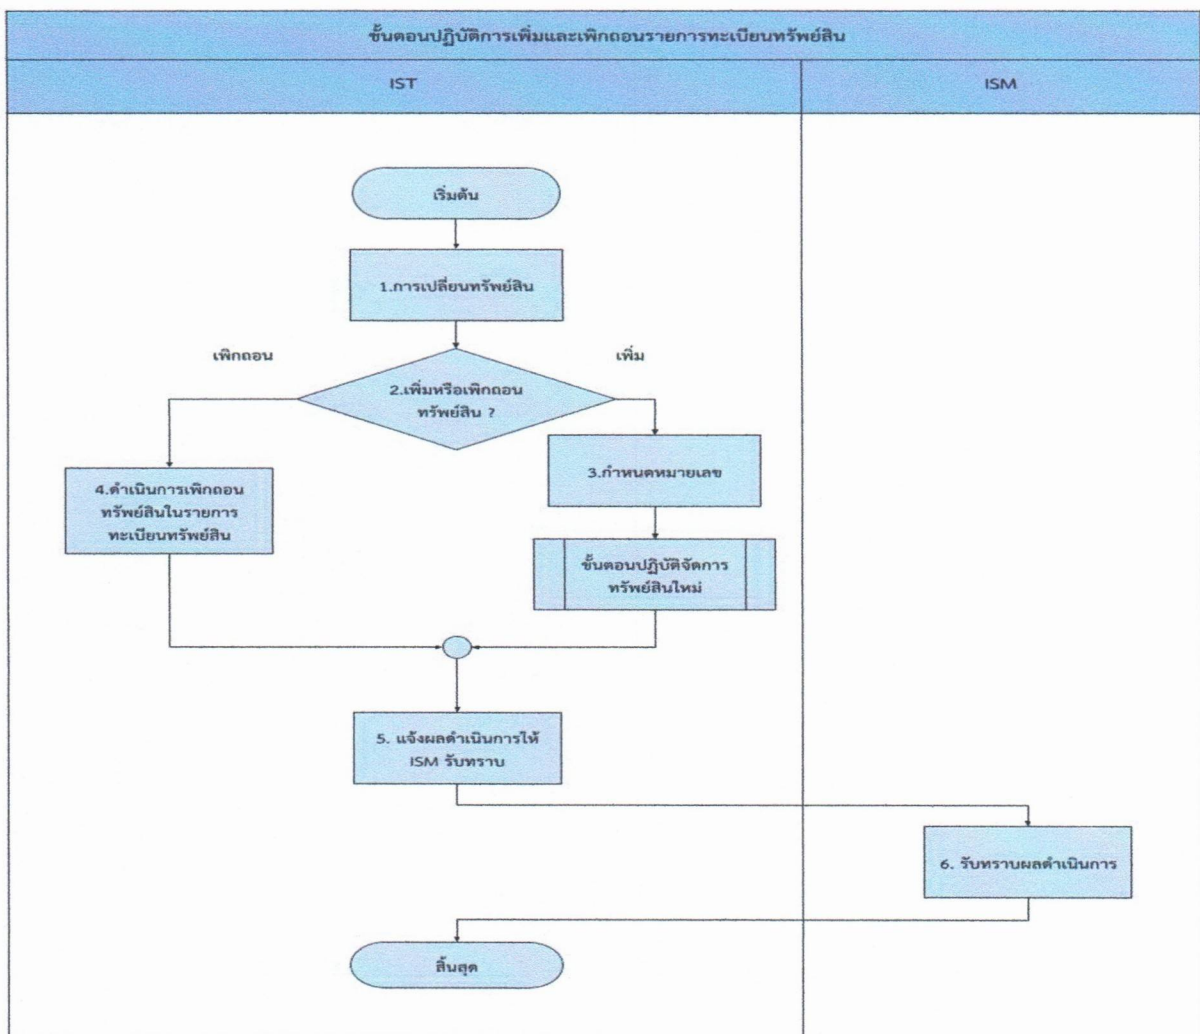 ขั้นตอนปฏิบัติการเพิ่มและเพิกถอนรายการทะเบียนทรัพย์สิน
IST
ISM
เริ่มต้น
1.การเปลี่ยนทรัพย์สิน
เพิกถอน
เพิ่ม
2.เพิ่มหรือเพิกถอน
ทรัพย์สิน ?
3.กำหนดหมายเลข
4.ดำเนินการเพิกถอน
ทรัพย์สินในรายการ
ทะเบียนทรัพย์สิน
ขั้นตอนปฏิบัติจัดการ
ทรัพย์สินใหม่
5. แจ้งผลดำเนินการให้
ISM รับทราบ
6. รับทราบผลดำเนินการ
สิ้นสุด